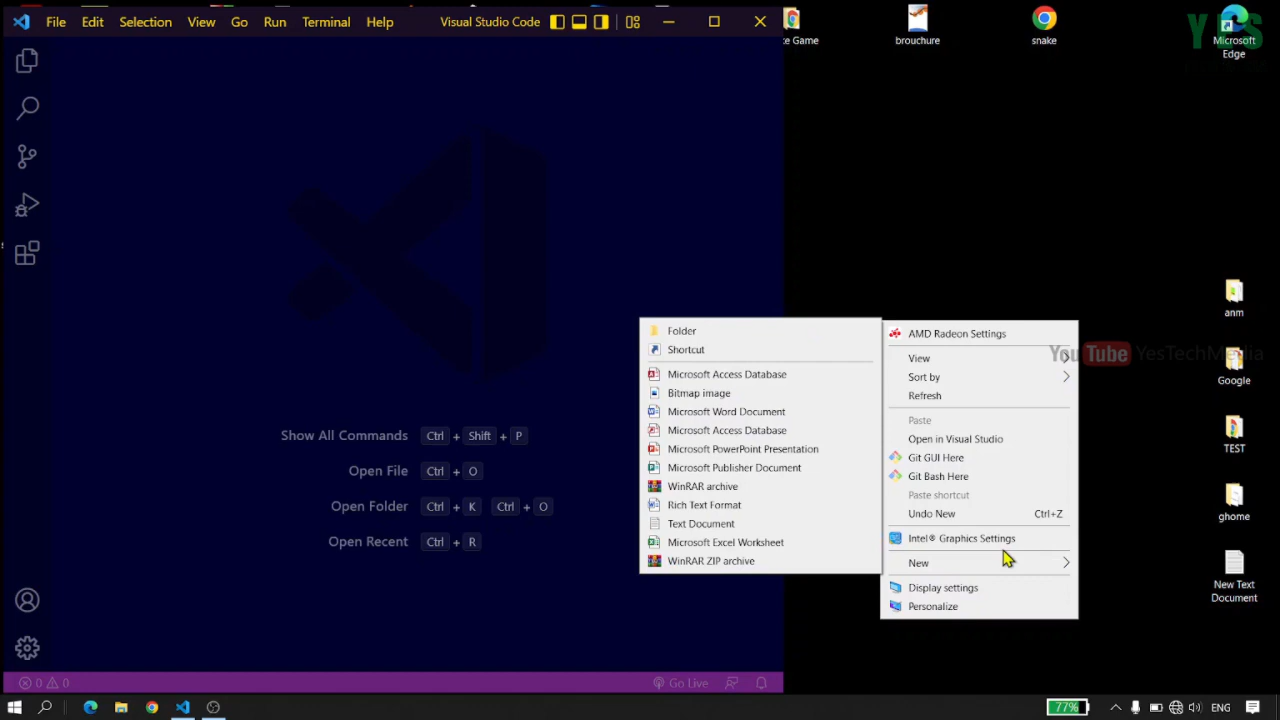 File Edit Selection View Go Run Terminal Help Visual Studio Code
te Game
brouchure
snake
YES
Microsoft
Edge
Show All Commands Ctrl + Shift + P
Open File Ctrl + O
Open Folder Ctrl + K Ctrl + O
Open Recent Ctrl + R
Folder
Shortcut
Microsoft Access Database
Bitmap image
Microsoft Word Document
Microsoft Access Database
Microsoft PowerPoint Presentation
Microsoft Publisher Document
WinRAR archive
Rich Text Format
Text Document
Microsoft Excel Worksheet
WinRAR ZIP archive
AMD Radeon Settings
View
Sort by
Refresh
Paste
Open in Visual Studio
Git GUI Here
Git Bash Here
Paste shortcut
Undo New Ctrl+Z
Intel® Graphics Settings
New
Display settings
Personalize
YouTube YesTechMedia
anm
Google
TEST
ghome
New Text
Document
0 0 Go Live
77% ENG